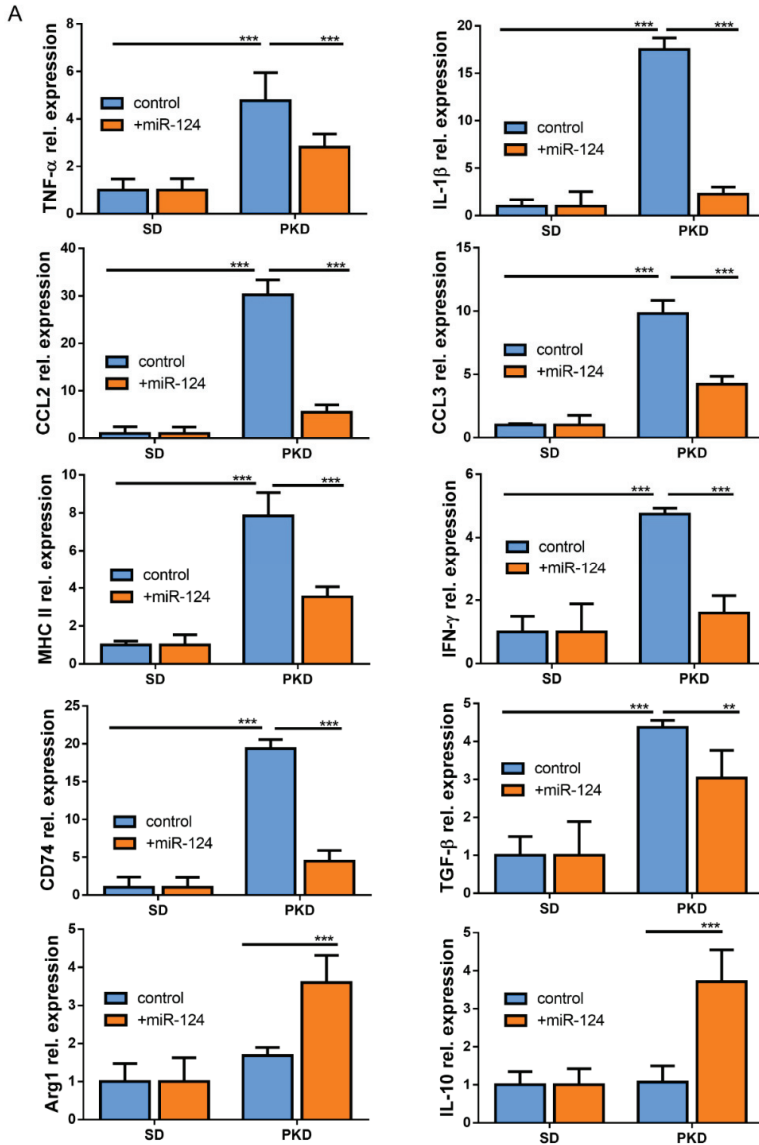 A
TNF-α rel. expression
8
6
4
2
0
***
***
control
+miR-124
SD
PKD
IL-1β rel. expression
20
15
10
5
0
***
***
control
+miR-124
SD
PKD
CCL2 rel. expression
40
30
20
10
0
***
***
control
+miR-124
SD
PKD
CCL3 rel. expression
15
10
5
0
***
***
control
+miR-124
SD
PKD
MHC II rel. expression
10
8
6
4
2
0
***
***
control
+miR-124
SD
PKD
IFN-γ rel. expression
6
4
2
0
***
***
control
+miR-124
SD
PKD
CD74 rel. expression
25
20
15
10
5
0
***
***
control
+miR-124
SD
PKD
TGF-β rel. expression
5
4
3
2
1
0
***
**
control
+miR-124
SD
PKD
Arg1 rel. expression
5
4
3
2
1
0
***
control
+miR-124
SD
PKD
IL-10 rel. expression
5
4
3
2
1
0
***
control
+miR-124
SD
PKD